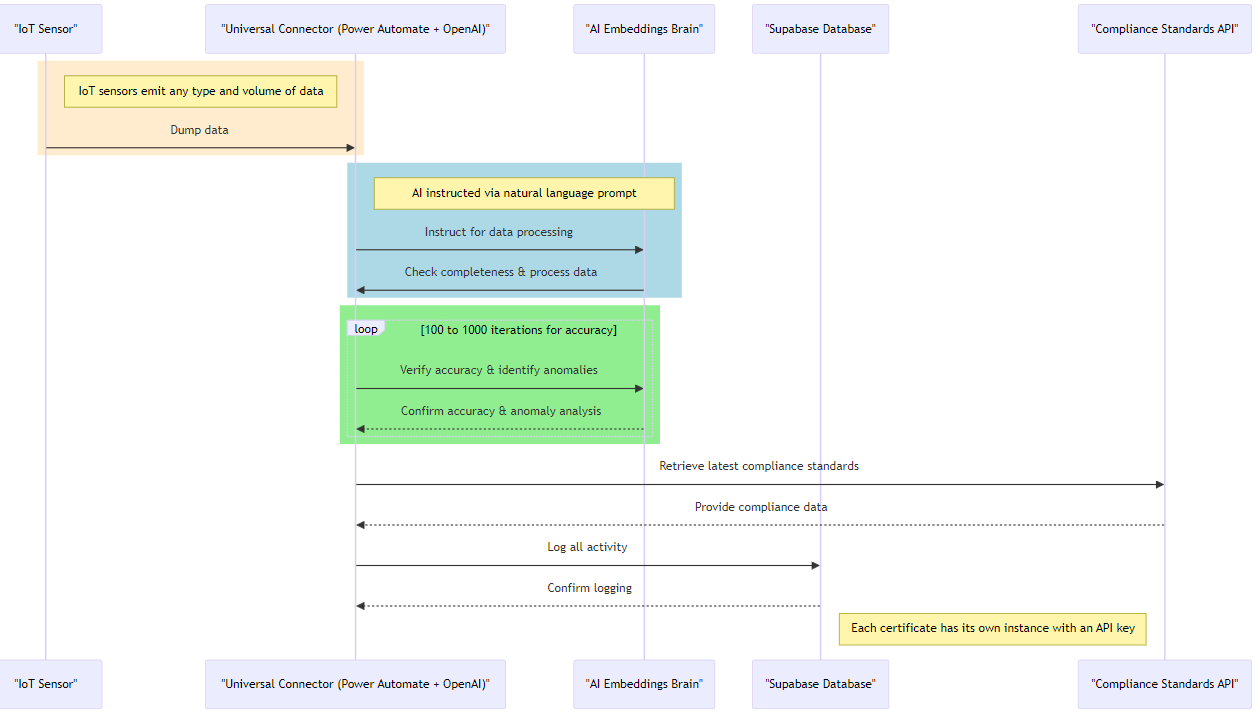 "IoT Sensor"
"Universal Connector (Power Automate + OpenAI)"
"AI Embeddings Brain"
"Supabase Database"
"Compliance Standards API"
IoT sensors emit any type and volume of data
Dump data
AI instructed via natural language prompt
Instruct for data processing
Check completeness & process data
loop
[100 to 1000 iterations for accuracy]
Verify accuracy & identify anomalies
Confirm accuracy & anomaly analysis
Retrieve latest compliance standards
Provide compliance data
Log all activity
Confirm logging
Each certificate has its own instance with an API key
"IoT Sensor"
"Universal Connector (Power Automate + OpenAI)"
"AI Embeddings Brain"
"Supabase Database"
"Compliance Standards API"